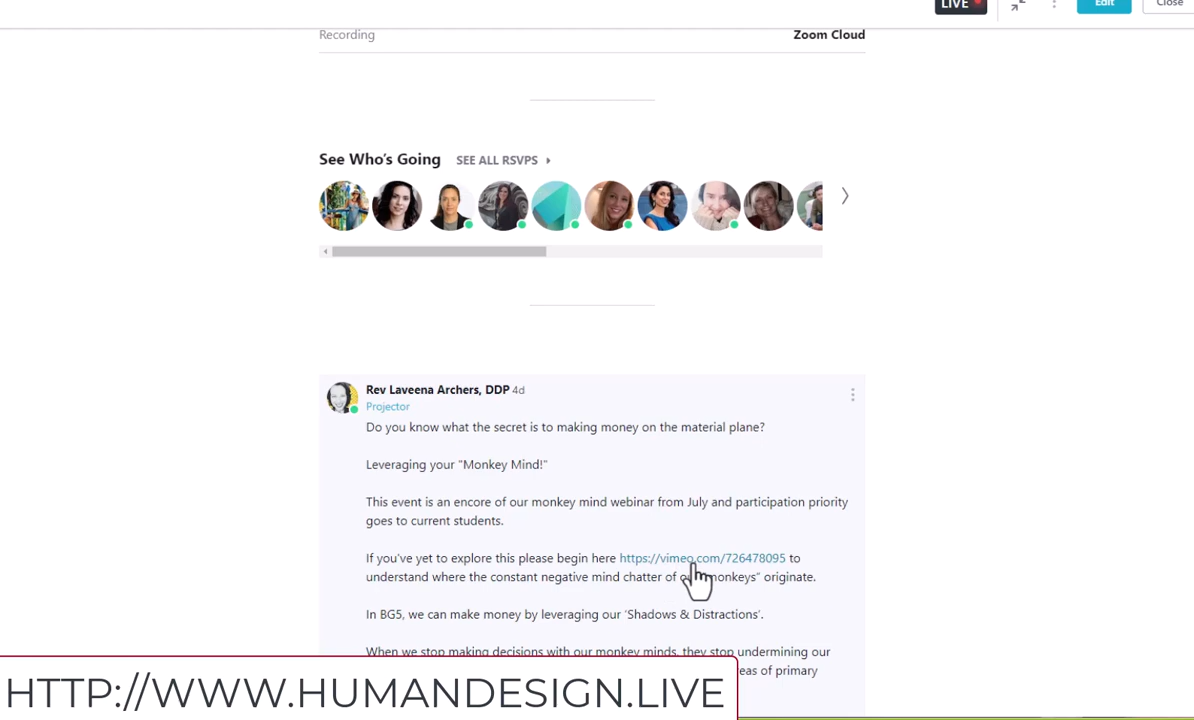 LIVE
Edit
Close
Recording
Zoom Cloud
See Who's Going SEE ALL RSVPS
Rev Laveena Archers, DDP 4d
Projector
Do you know what the secret is to making money on the material plane?
Leveraging your "Monkey Mind!"
This event is an encore of our monkey mind webinar from July and participation priority
goes to current students.
If you've yet to explore this please begin here https://vimeo.com/726478095 to
understand where the constant negative mind chatter of monkeys" originate.
In BG5, we can make money by leveraging our 'Shadows & Distractions'.
When we stop making decisions with our monkey minds, they stop undermining our
eas of primary
HTTP://WWW.HUMANDESIGN.LIVE